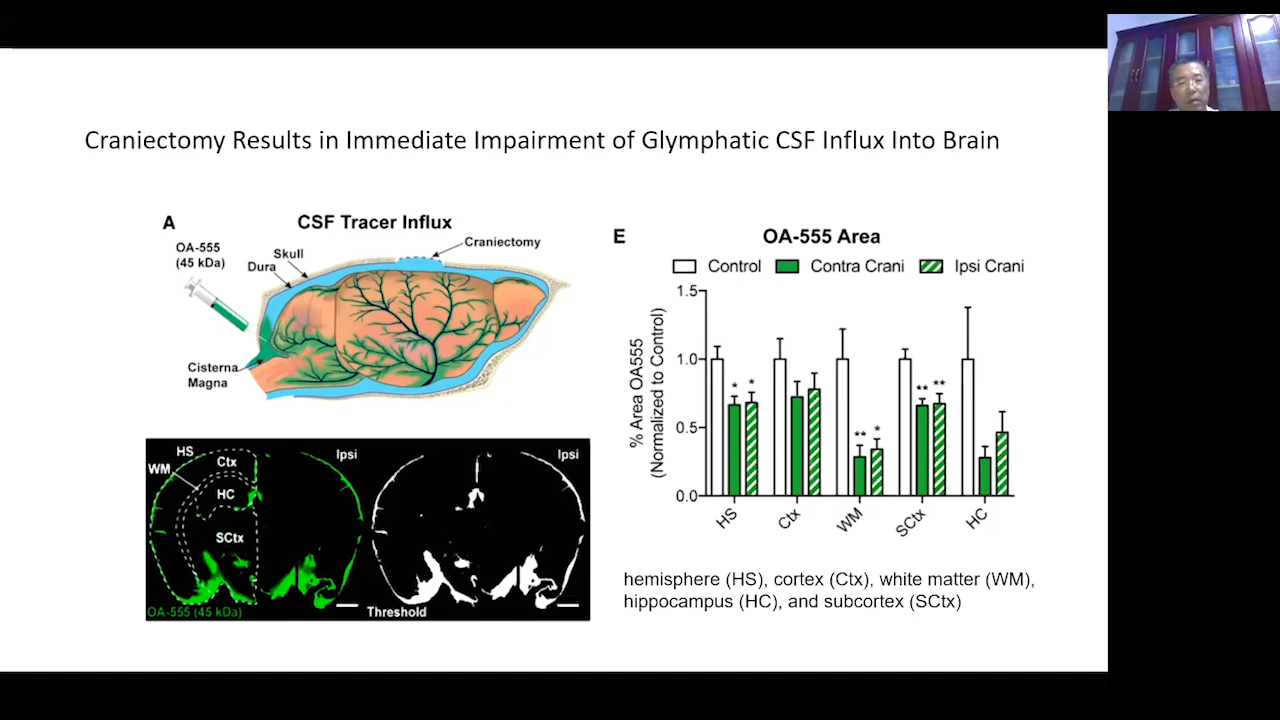 Craniectomy Results in Immediate Impairment of Glymphatic CSF Influx Into Brain
A
CSF Tracer Influx
OA-555
(45 kDa)
Skull
Dura
Craniectomy
Cisterna
Magna
HS
WM
Ctx
HC
SCtx
OA-555 (45 kDa)
Ipsi
Ipsi
Threshold
E
OA-555 Area
Control
Contra Crani
Ipsi Crani
% Area OA555
(Normalized to Control)
1.5
1.0
0.5
0.0
* *
** *
** **
HS
Ctx
WM
SCtx
HC
hemisphere (HS), cortex (Ctx), white matter (WM),
hippocampus (HC), and subcortex (SCtx)